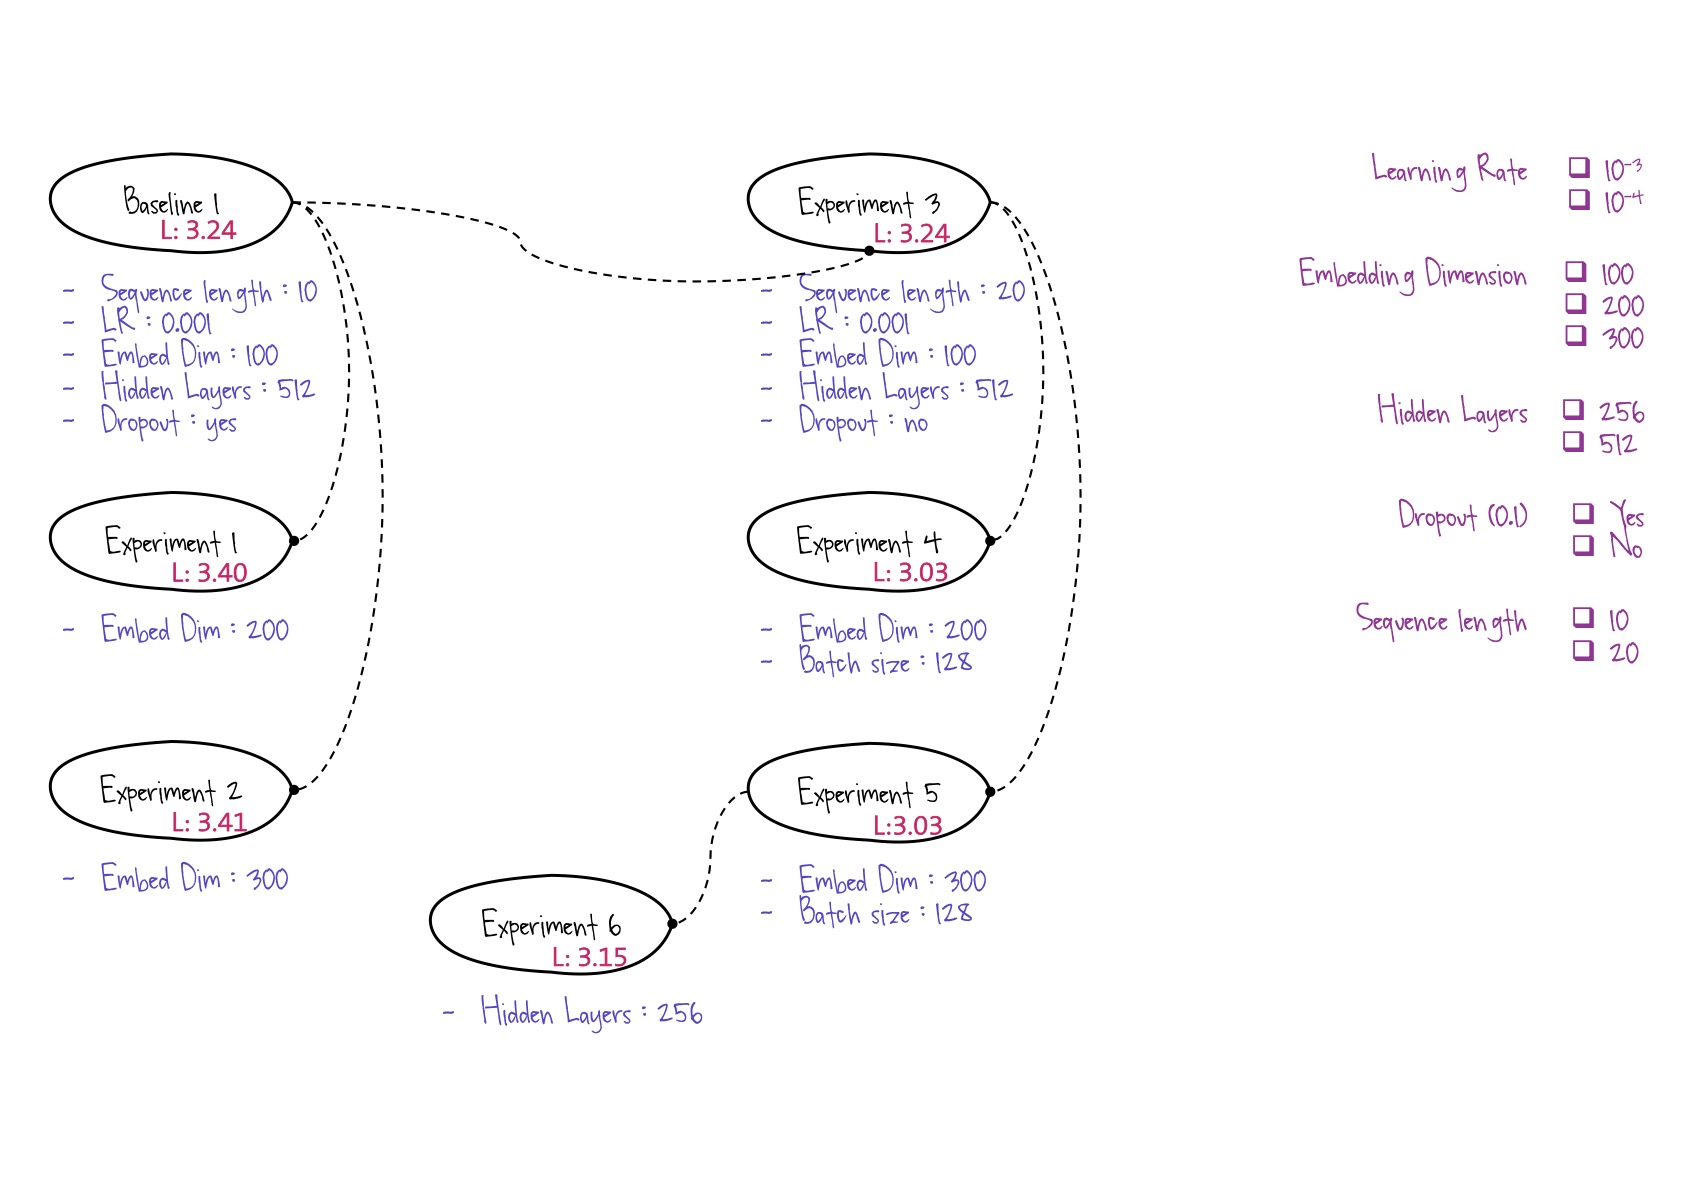 Baseline 1
L: 3.24
- Sequence length : 10
- LR : 0.001
- Embed Dim : 100
- Hidden Layers : 512
- Dropout : yes
Experiment 1
L: 3.40
- Embed Dim : 200
Experiment 2
L: 3.41
- Embed Dim : 300
Experiment 6
L: 3.15
- Hidden Layers : 256
Experiment 3
L: 3.24
- Sequence length : 20
- LR : 0.001
- Embed Dim : 100
- Hidden Layers : 512
- Dropout : no
Experiment 4
L: 3.03
- Embed Dim : 200
- Batch size : 128
Experiment 5
L:3.03
- Embed Dim : 300
- Batch size : 128
Learning Rate ❑ 10⁻³
❑ 10⁻⁴
Embedding Dimension ❑ 100
❑ 200
❑ 300
Hidden Layers ❑ 256
❑ 512
Dropout (0.1) ❑ Yes
❑ No
Sequence length ❑ 10
❑ 20